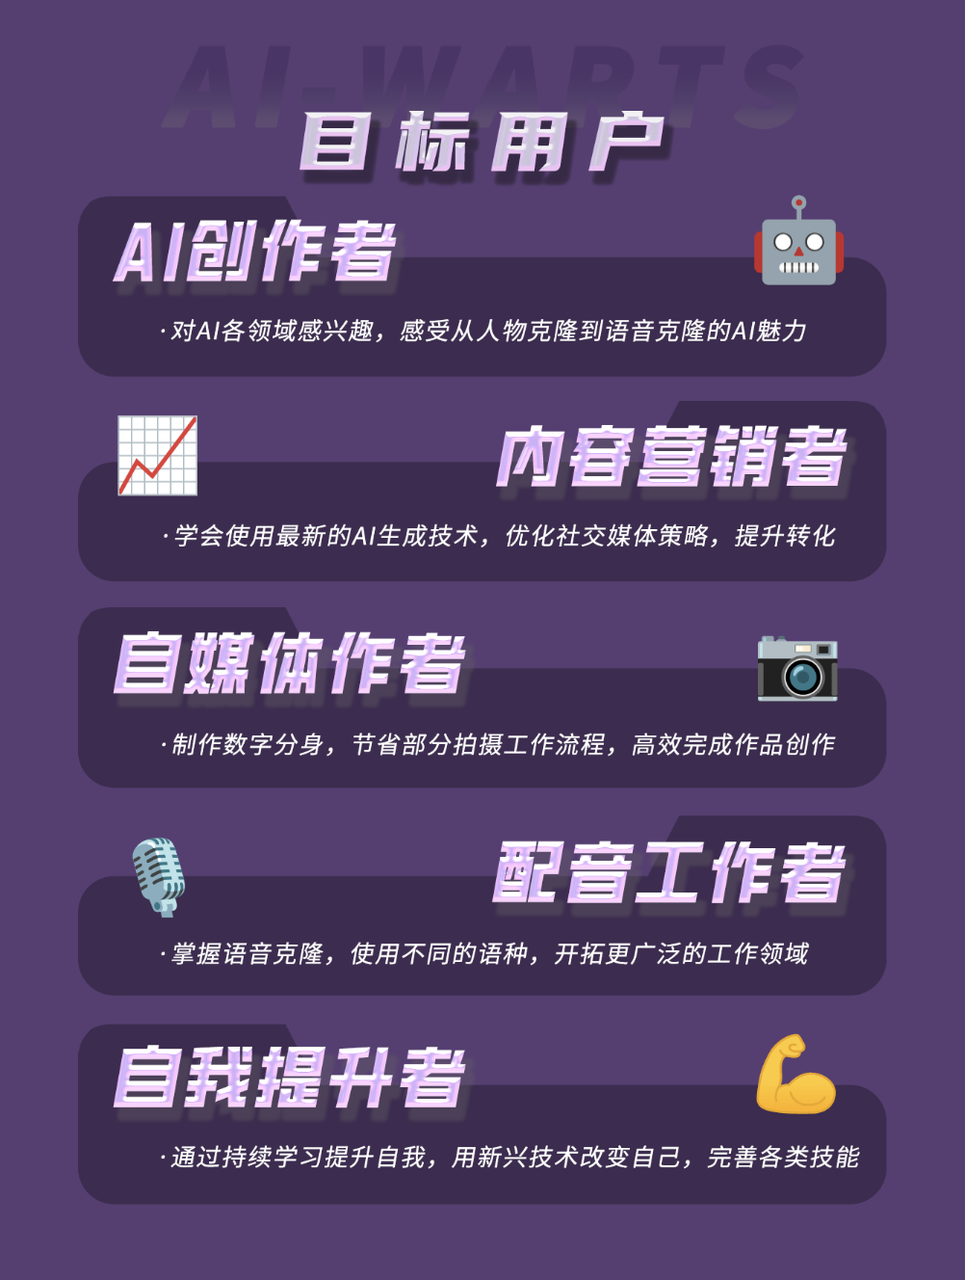 AI-WARTS
目标用户
AI创作者
·对AI各领域感兴趣，感受从人物克隆到语音克隆的AI魅力
内容营销者
·学会使用最新的AI生成技术，优化社交媒体策略，提升转化
自媒体作者
·制作数字分身，节省部分拍摄工作流程，高效完成作品创作
配音工作者
·掌握语音克隆，使用不同的语种，开拓更广泛的工作领域
自我提升者
·通过持续学习提升自我，用新兴技术改变自己，完善各类技能